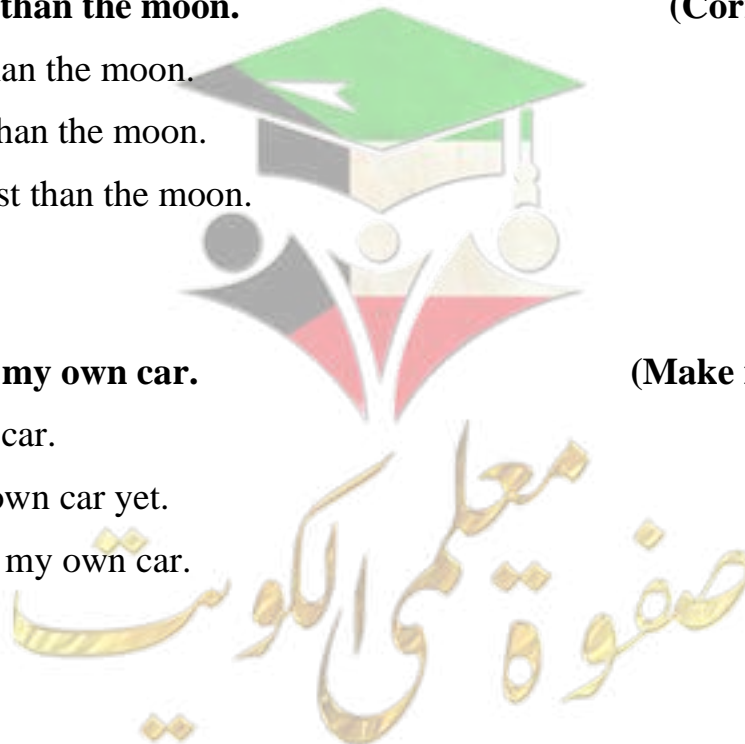 than the moon. (Cor
an the moon.
han the moon.
st than the moon.
my own car. (Make
car.
own car yet.
my own car.
صفوة معلمى الكويت